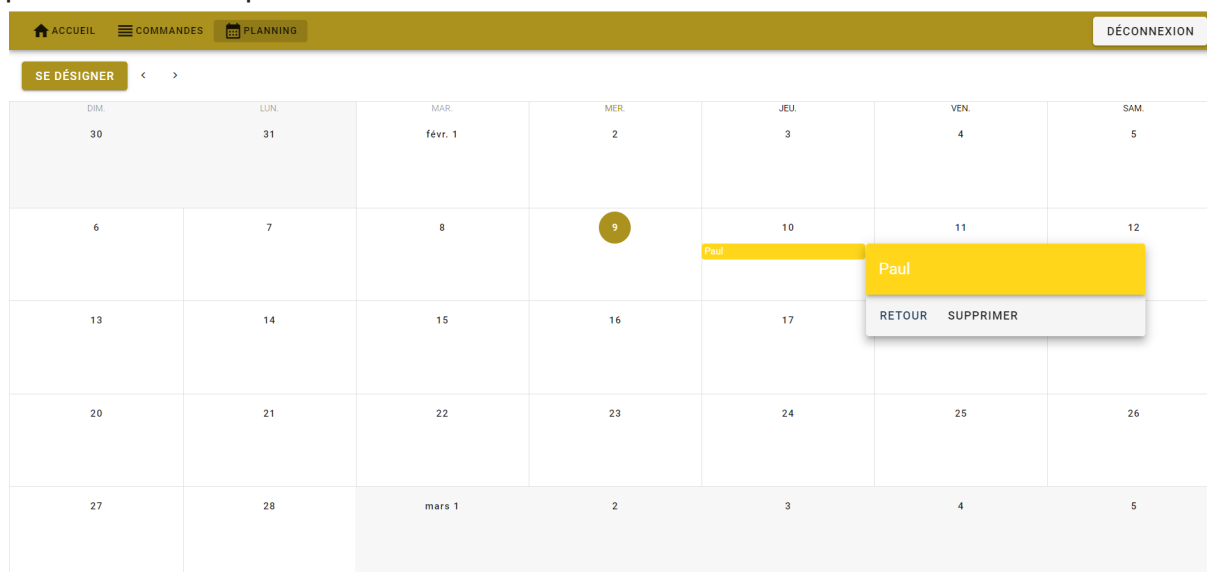 ACCUEIL COMMANDES PLANNING DÉCONNEXION
SE DÉSIGNER < >
DIM. LUN. MAR. MER. JEU. VEN. SAM.
30 31 févr. 1 2 3 4 5
6 7 8 9 10 11 12
Paul
Paul
RETOUR SUPPRIMER
13 14 15 16 17
20 21 22 23 24 25 26
27 28 mars 1 2 3 4 5